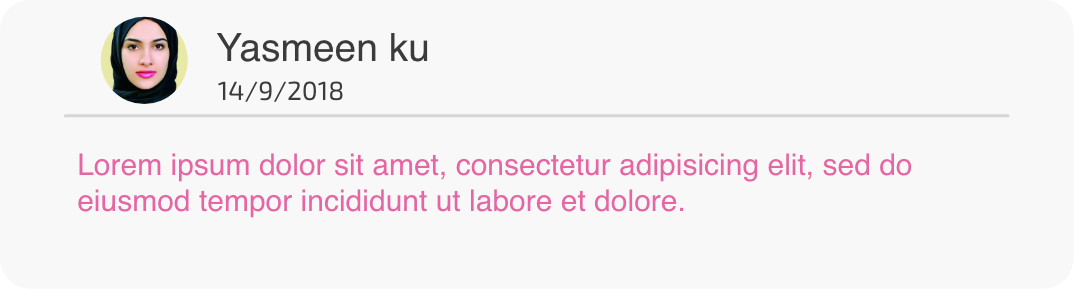 Yasmeen ku
14/9/2018
Lorem ipsum dolor sit amet, consectetur adipisicing elit, sed do
eiusmod tempor incididunt ut labore et dolore.